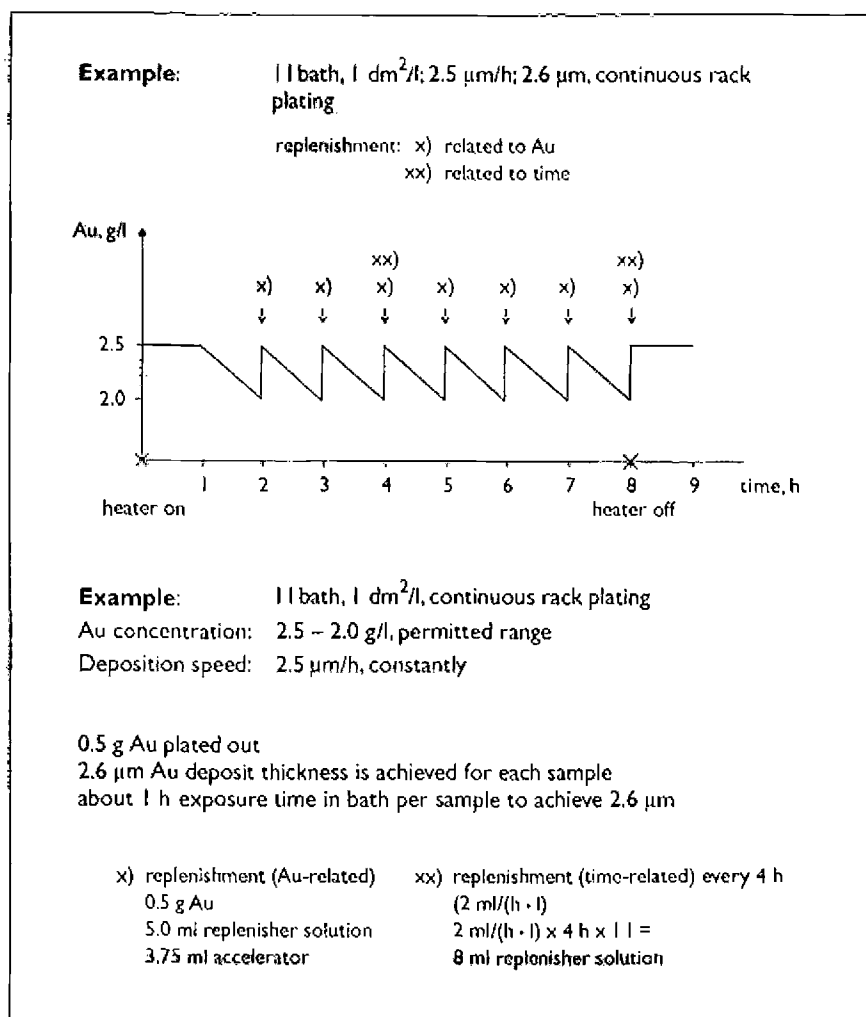 Example: 1 l bath, 1 dm²/l; 2.5 µm/h; 2.6 µm, continuous rack
plating
replenishment: x) related to Au
xx) related to time
Au, g/l
xx) xx)
x) x) x) x) x) x) x)
2.5
2.0
1 2 3 4 5 6 7 8 9 time, h
heater on heater off
Example: 1 l bath, 1 dm²/l, continuous rack plating
Au concentration: 2.5 – 2.0 g/l, permitted range
Deposition speed: 2.5 µm/h, constantly
0.5 g Au plated out
2.6 µm Au deposit thickness is achieved for each sample
about 1 h exposure time in bath per sample to achieve 2.6 µm
x) replenishment (Au-related) xx) replenishment (time-related) every 4 h
0.5 g Au (2 ml/(h · l)
5.0 ml replenisher solution 2 ml/(h · l) x 4 h x 1 l =
3.75 ml accelerator 8 ml replenisher solution